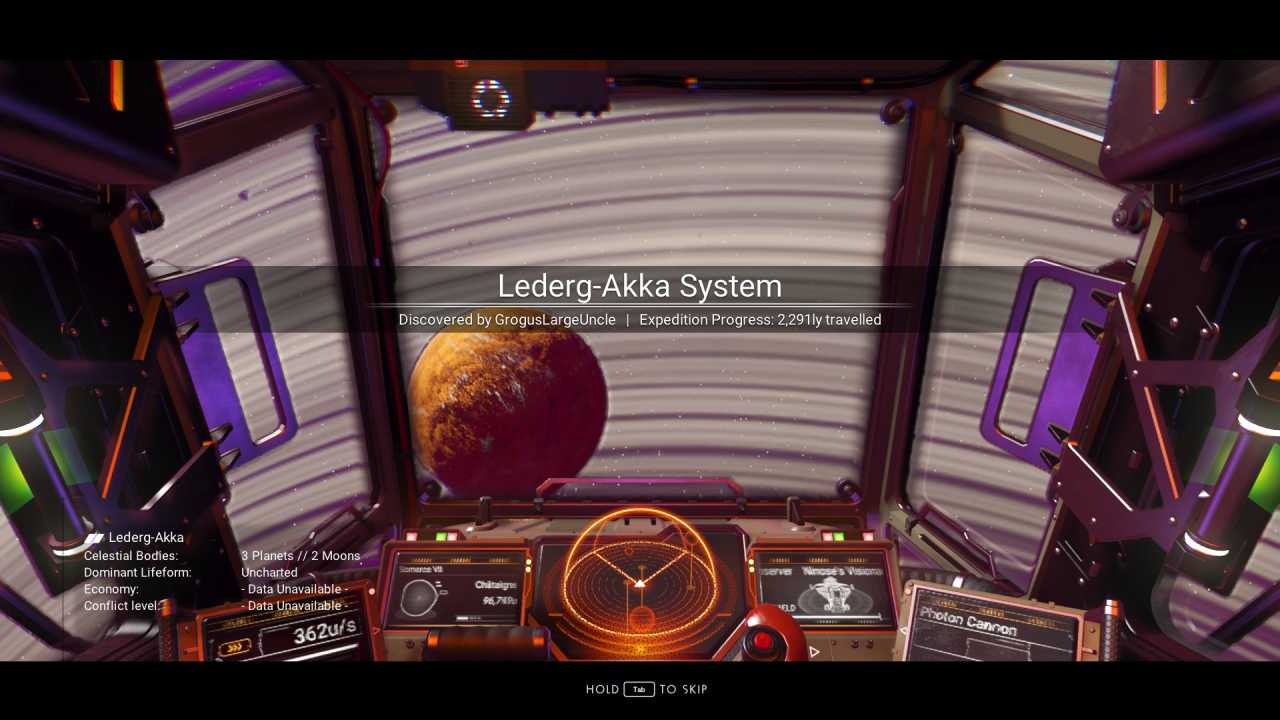 Lederg-Akka System
Discovered by GrogusLargeUncle | Expedition Progress: 2,291ly travelled
Lederg-Akka
Celestial Bodies: 3 Planets // 2 Moons
Dominant Lifeform: Uncharted
Economy: - Data Unavailable -
Conflict level: - Data Unavailable -
362u/s
Photon Cannon
HOLD Tab TO SKIP